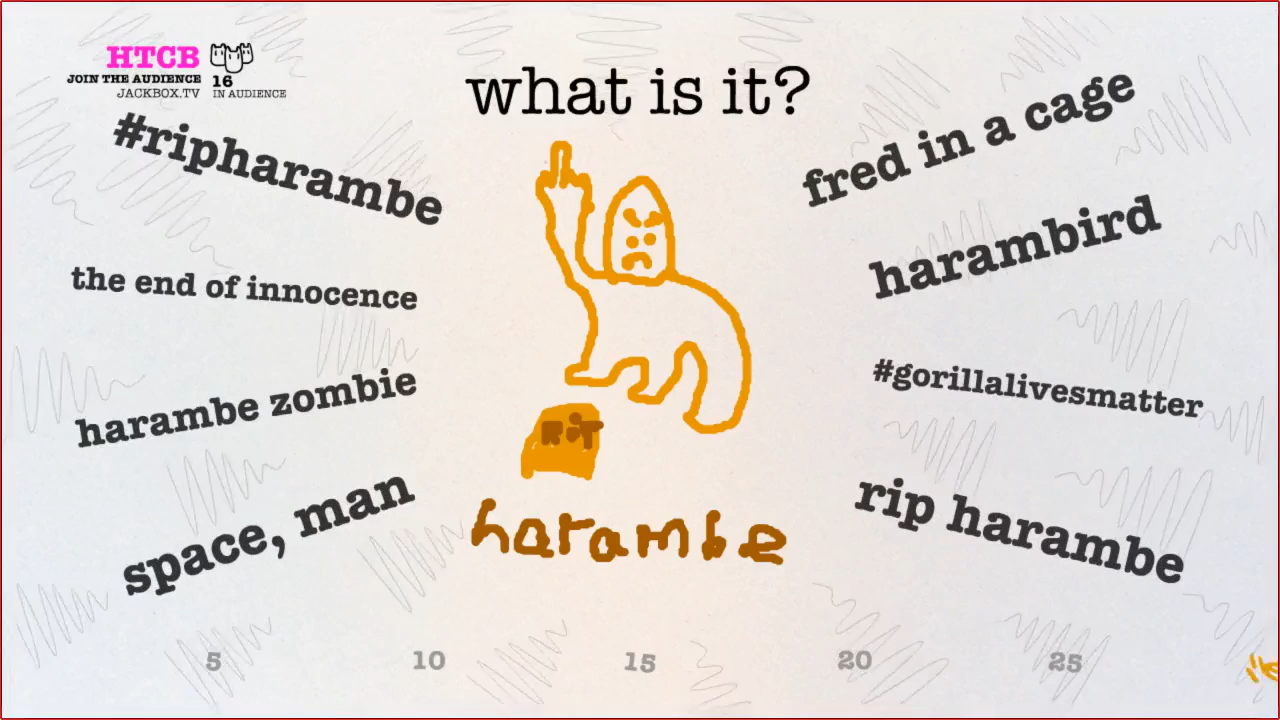 HTCB
JOIN THE AUDIENCE
JACKBOX.TV
16
IN AUDIENCE
what is it?
#ripharambe
the end of innocence
harambe zombie
space, man
fred in a cage
harambird
#gorillalivesmatter
rip harambe
harambe
5 10 15 20 25